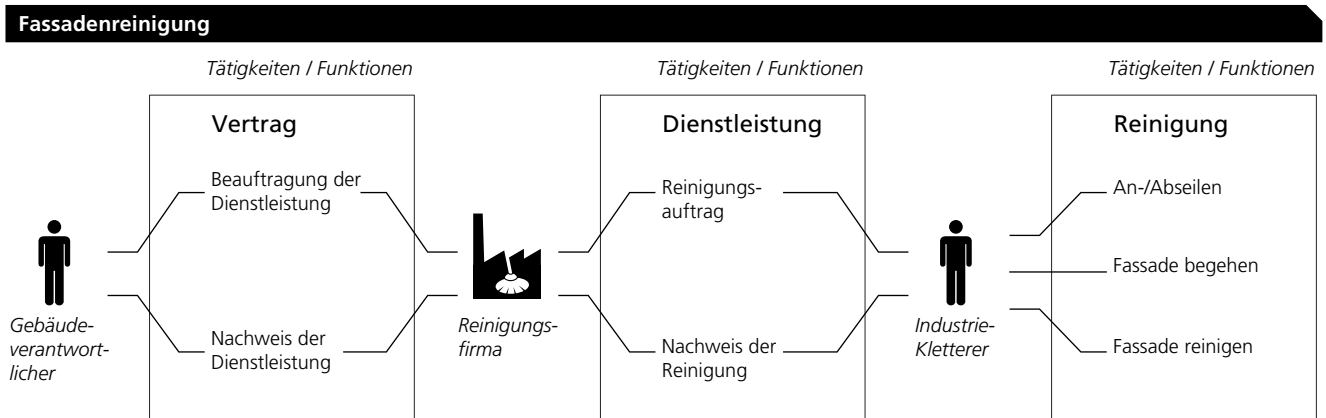 Fassadenreinigung
Tätigkeiten / Funktionen
Tätigkeiten / Funktionen
Tätigkeiten / Funktionen
Vertrag
Dienstleistung
Reinigung
Beauftragung der
Dienstleistung
Reinigungs-
auftrag
An-/Abseilen
Fassade begehen
Gebäude-
verantwort-
licher
Nachweis der
Dienstleistung
Reinigungs-
firma
Nachweis der
Reinigung
Industrie-
Kletterer
Fassade reinigen